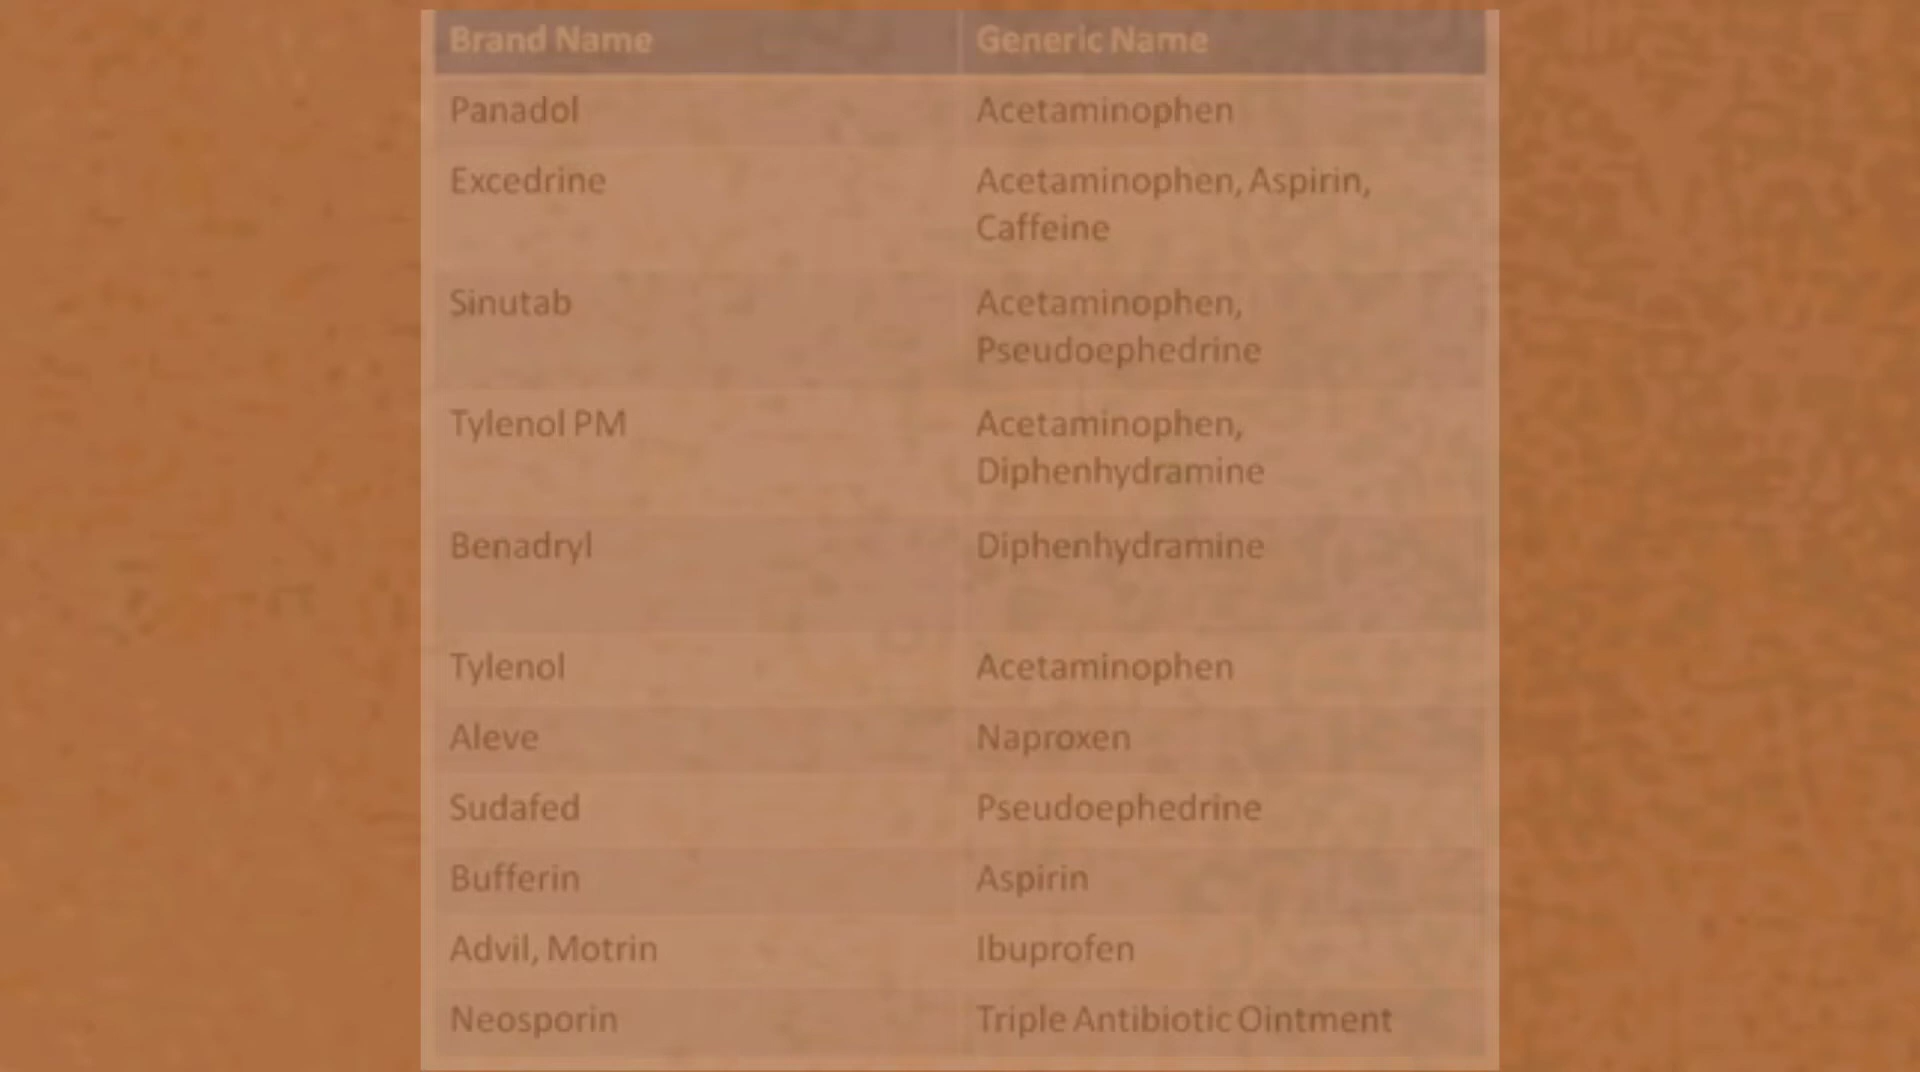 Brand Name Generic Name
Panadol Acetaminophen
Excedrine Acetaminophen, Aspirin,
Caffeine
Sinutab Acetaminophen,
Pseudoephedrine
Tylenol PM Acetaminophen,
Diphenhydramine
Benadryl Diphenhydramine
Tylenol Acetaminophen
Aleve Naproxen
Sudafed Pseudoephedrine
Bufferin Aspirin
Advil, Motrin Ibuprofen
Neosporin Triple Antibiotic Ointment